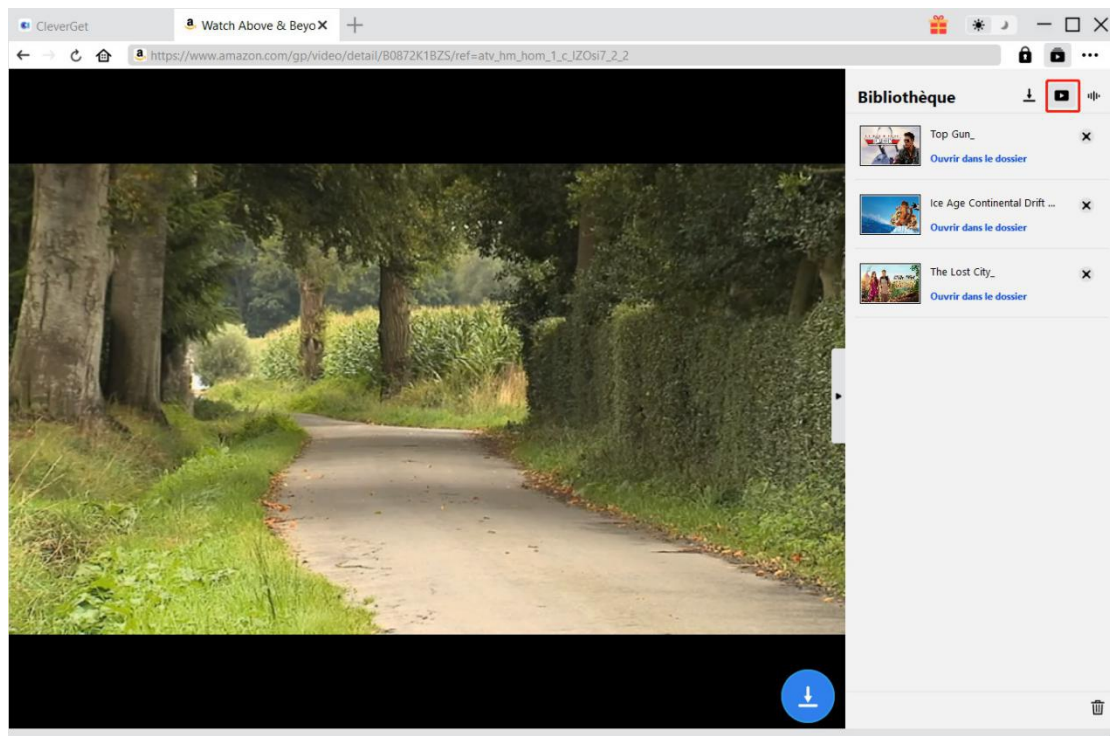 CleverGet
Watch Above & Beyo
https://www.amazon.com/gp/video/detail/B0872K1BZS/ref=atv_hm_hom_1_c_lZOsi7_2_2
Bibliothèque
Top Gun_
Ouvrir dans le dossier
Ice Age Continental Drift ...
Ouvrir dans le dossier
The Lost City_
Ouvrir dans le dossier